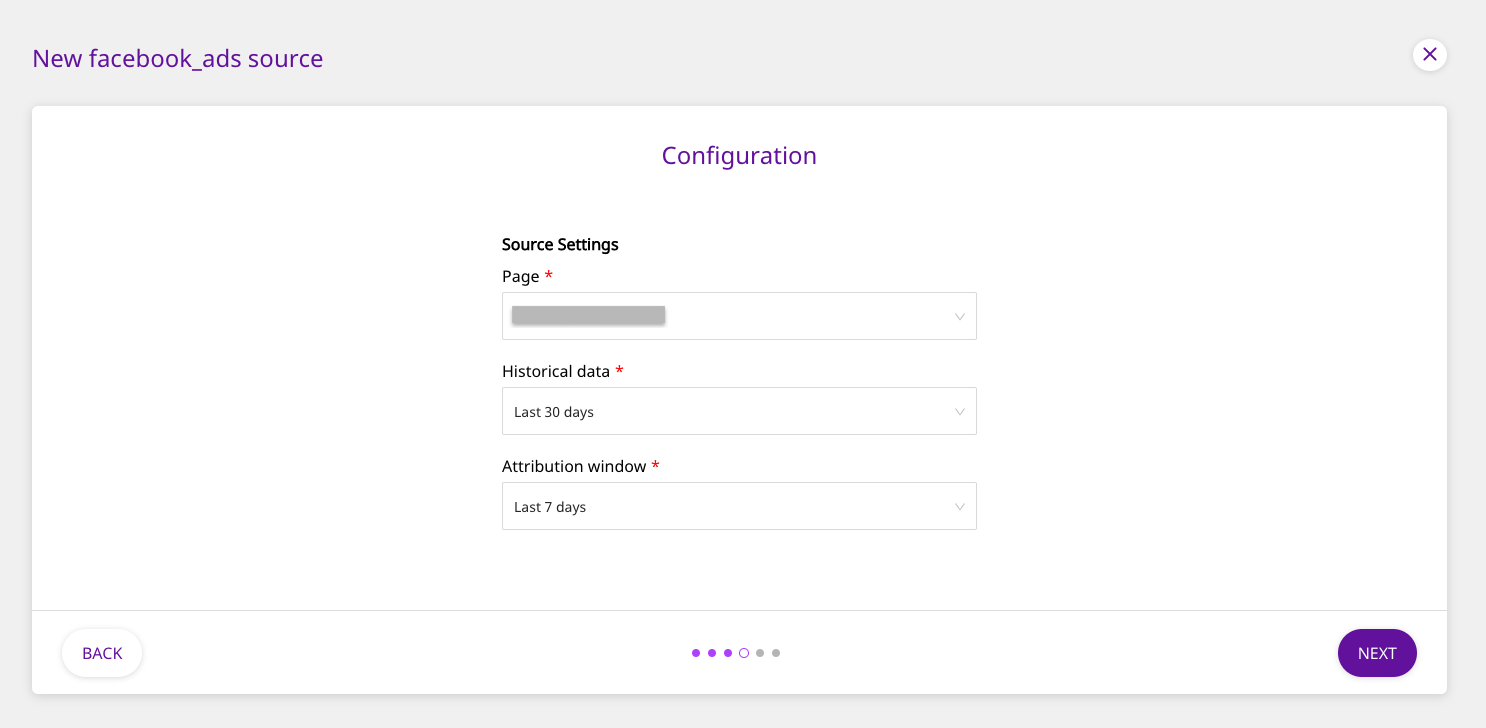 New facebook_ads source
Configuration
Source Settings
Page *
Historical data *
Last 30 days
Attribution window *
Last 7 days
BACK
NEXT